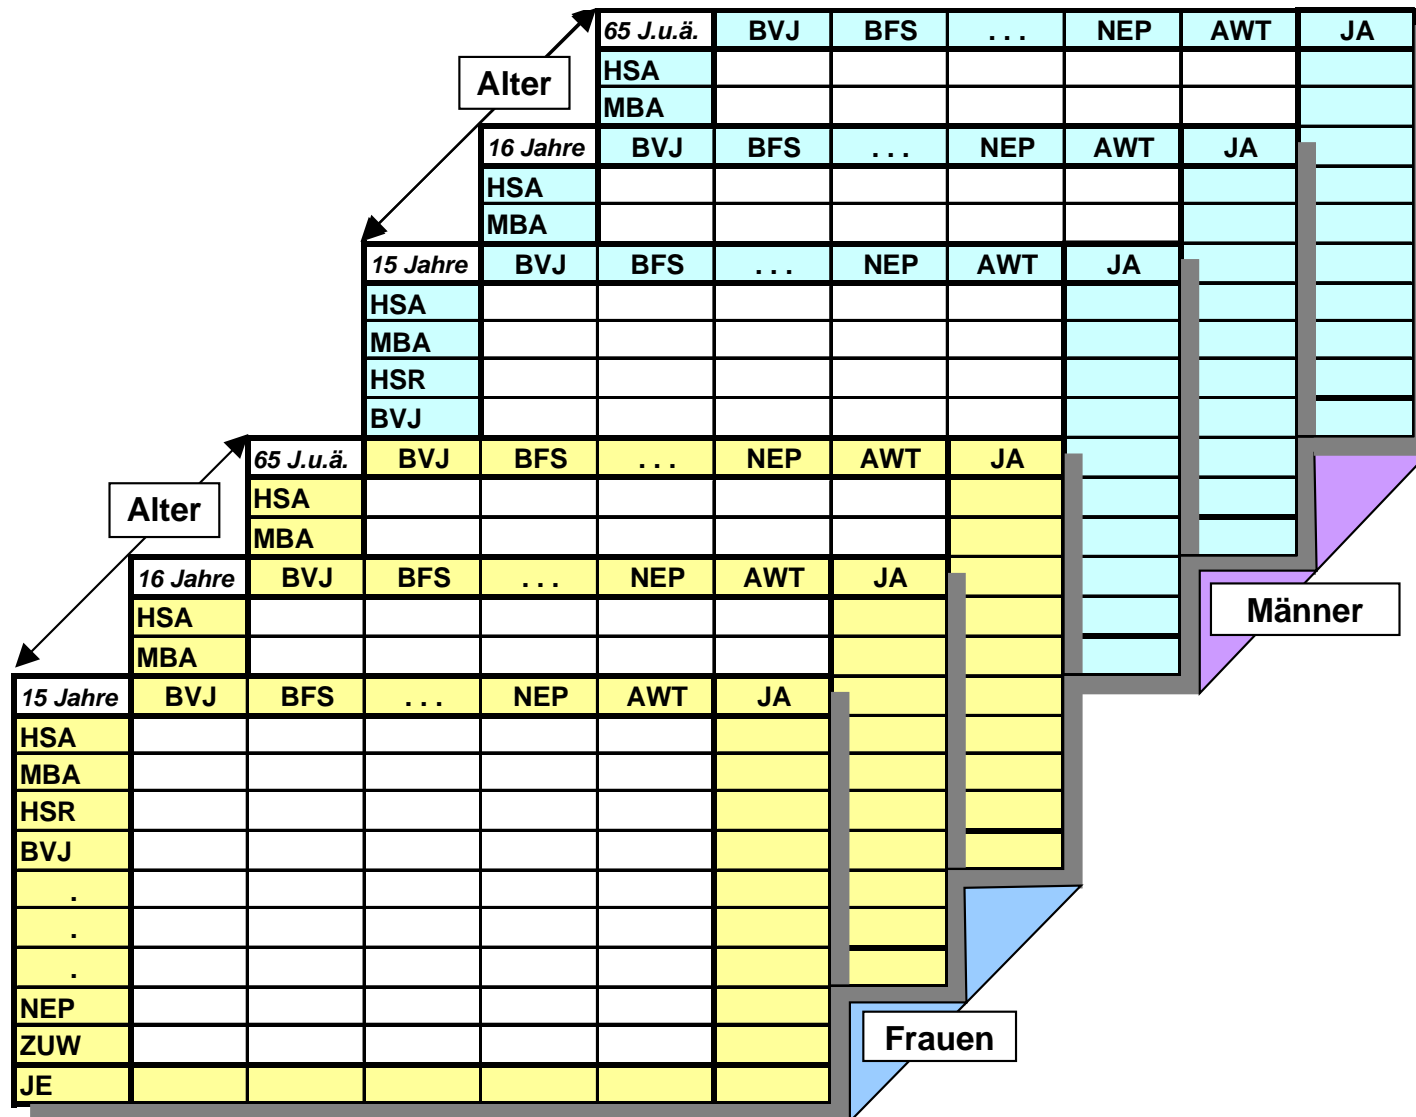 65 J.u.ä. BVJ BFS . . . NEP AWT JA
Alter
HSA
MBA
16 Jahre BVJ BFS . . . NEP AWT JA
HSA
MBA
15 Jahre BVJ BFS . . . NEP AWT JA
HSA
MBA
HSR
BVJ
65 J.u.ä. BVJ BFS . . . NEP AWT JA
Alter
HSA
MBA
16 Jahre BVJ BFS . . . NEP AWT JA
HSA
Männer
MBA
15 Jahre BVJ BFS . . . NEP AWT JA
HSA
MBA
HSR
BVJ
.
.
.
NEP
ZUW
Frauen
JE